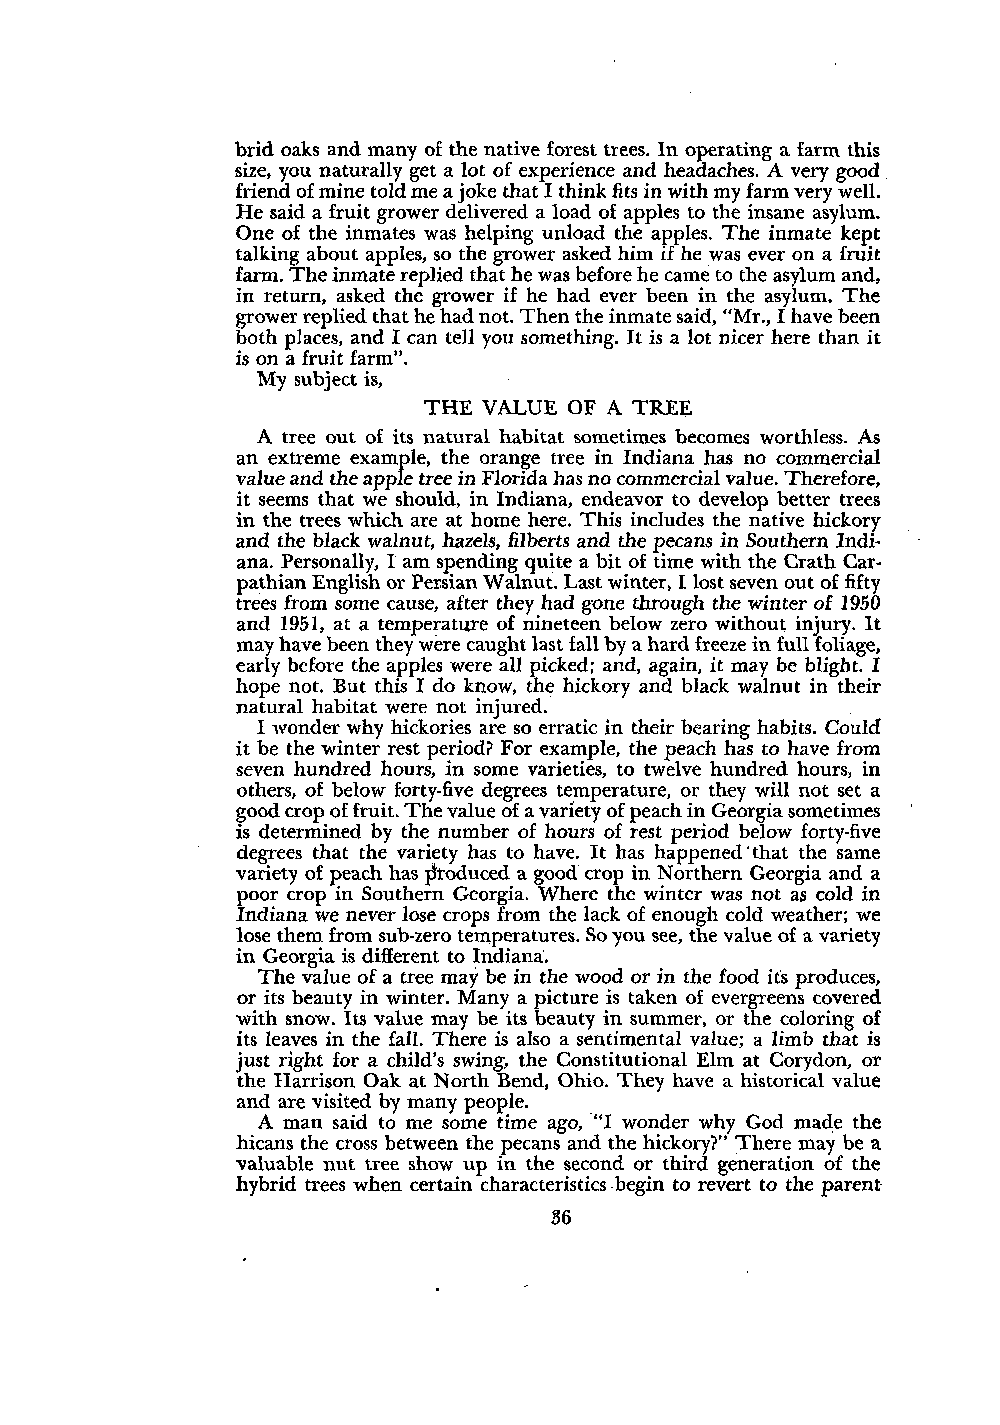 brid oaks and many of the native forest trees. In operating a farm this
size, you naturally get a lot of experience and headaches. A very good
friend of mine told me a joke that I think fits in with my farm very well.
He said a fruit grower delivered a load of apples to the insane asylum.
One of the inmates was helping unload the apples. The inmate kept
talking about apples, so the grower asked him if he was ever on a fruit
farm. The inmate replied that he was before he came to the asylum and,
in return, asked the grower if he had ever been in the asylum. The
grower replied that he had not. Then the inmate said, "Mr., I have been
both places, and I can tell you something. It is a lot nicer here than it
is on a fruit farm".
My subject is,
THE VALUE OF A TREE
A tree out of its natural habitat sometimes becomes worthless. As
an extreme example, the orange tree in Indiana has no commercial
value and the apple tree in Florida has no commercial value. Therefore,
it seems that we should, in Indiana, endeavor to develop better trees
in the trees which are at home here. This includes the native hickory
and the black walnut, hazels, filberts and the pecans in Southern Indi-
ana. Personally, I am spending quite a bit of time with the Crath Car-
pathian English or Persian Walnut. Last winter, I lost seven out of fifty
trees from some cause, after they had gone through the winter of 1950
and 1951, at a temperature of nineteen below zero without injury. It
may have been they were caught last fall by a hard freeze in full foliage,
early before the apples were all picked; and, again, it may be blight. I
hope not. But this I do know, the hickory and black walnut in their
natural habitat were not injured.
I wonder why hickories are so erratic in their bearing habits. Could
it be the winter rest period? For example, the peach has to have from
seven hundred hours, in some varieties, to twelve hundred hours, in
others, of below forty-five degrees temperature, or they will not set a
good crop of fruit. The value of a variety of peach in Georgia sometimes
is determined by the number of hours of rest period below forty-five
degrees that the variety has to have. It has happened that the same
variety of peach has produced a good crop in Northern Georgia and a
poor crop in Southern Georgia. Where the winter was not as cold in
Indiana we never lose crops from the lack of enough cold weather; we
lose them from sub-zero temperatures. So you see, the value of a variety
in Georgia is different to Indiana.
The value of a tree may be in the wood or in the food its produces,
or its beauty in winter. Many a picture is taken of evergreens covered
with snow. Its value may be its beauty in summer, or the coloring of
its leaves in the fall. There is also a sentimental value; a limb that is
just right for a child's swing, the Constitutional Elm at Corydon, or
the Harrison Oak at North Bend, Ohio. They have a historical value
and are visited by many people.
A man said to me some time ago, "I wonder why God made the
hicans the cross between the pecans and the hickory?" There may be a
valuable nut tree show up in the second or third generation of the
hybrid trees when certain characteristics begin to revert to the parent
36